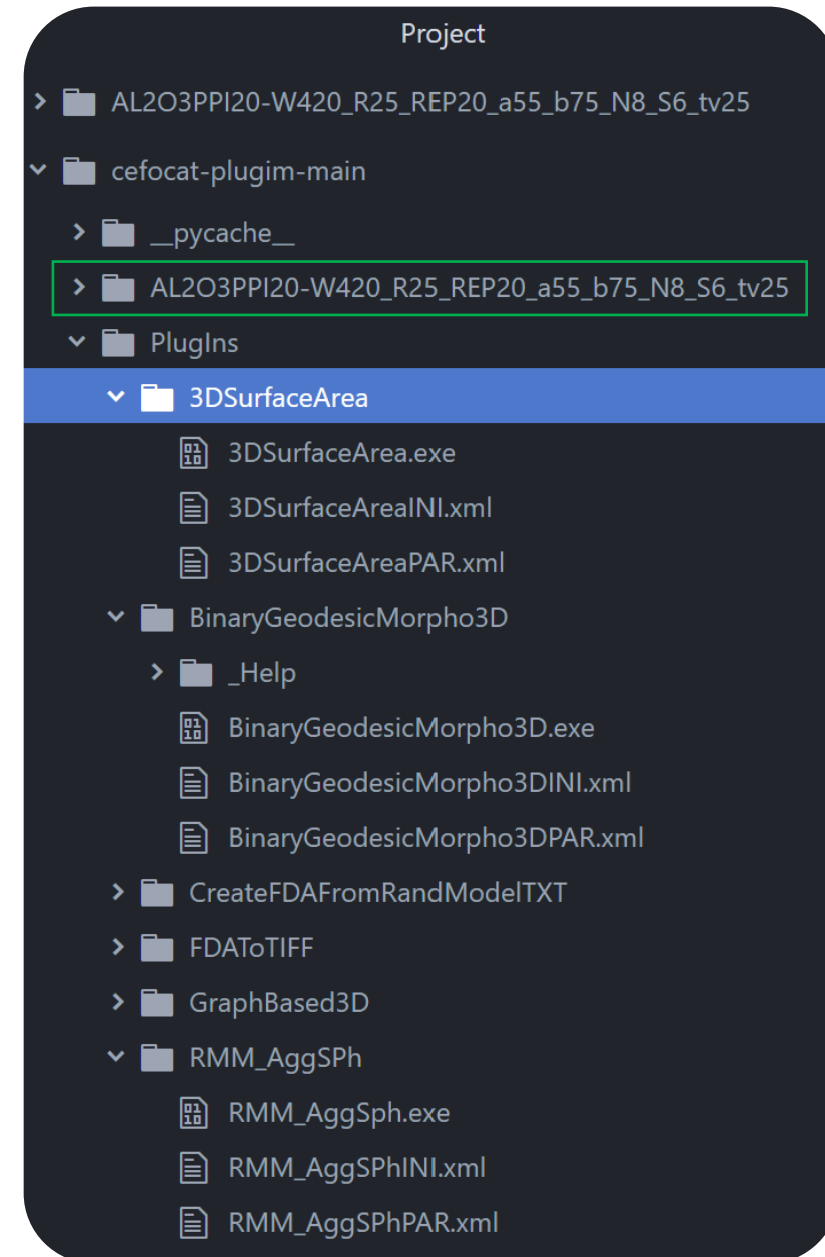 Project
AL2O3PPI20-W420_R25_REP20_a55_b75_N8_S6_tv25
cefocat-plugim-main
__pycache__
AL2O3PPI20-W420_R25_REP20_a55_b75_N8_S6_tv25
PlugIns
3DSurfaceArea
3DSurfaceArea.exe
3DSurfaceAreaINI.xml
3DSurfaceAreaPAR.xml
BinaryGeodesicMorpho3D
_Help
BinaryGeodesicMorpho3D.exe
BinaryGeodesicMorpho3DINI.xml
BinaryGeodesicMorpho3DPAR.xml
CreateFDAFromRandModelTXT
FDAToTIFF
GraphBased3D
RMM_AggSPh
RMM_AggSph.exe
RMM_AggSPhINI.xml
RMM_AggSPhPAR.xml